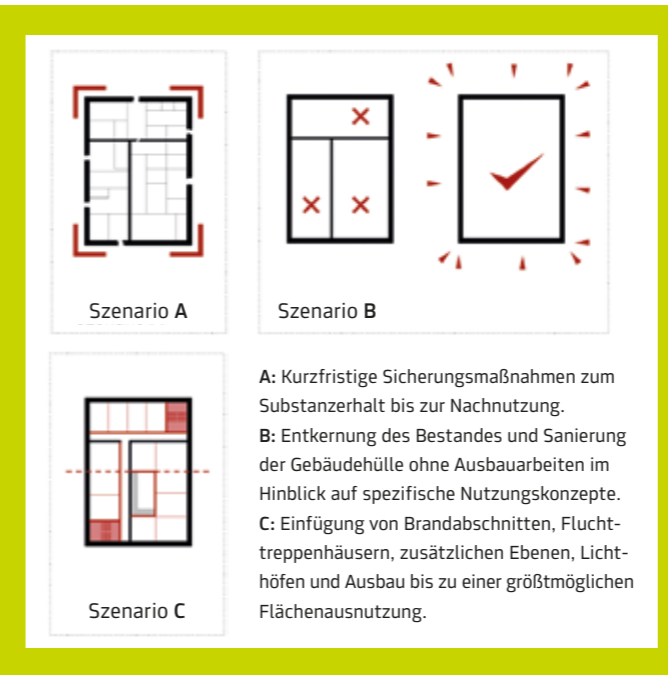 Szenario A
Szenario B
Szenario C
A: Kurzfristige Sicherungsmaßnahmen zum
Substanzerhalt bis zur Nachnutzung.
B: Entkernung des Bestandes und Sanierung
der Gebäudehülle ohne Ausbauarbeiten im
Hinblick auf spezifische Nutzungskonzepte.
C: Einfügung von Brandabschnitten, Flucht-
treppenhäusern, zusätzlichen Ebenen, Licht-
höfen und Ausbau bis zu einer größtmöglichen
Flächenausnutzung.